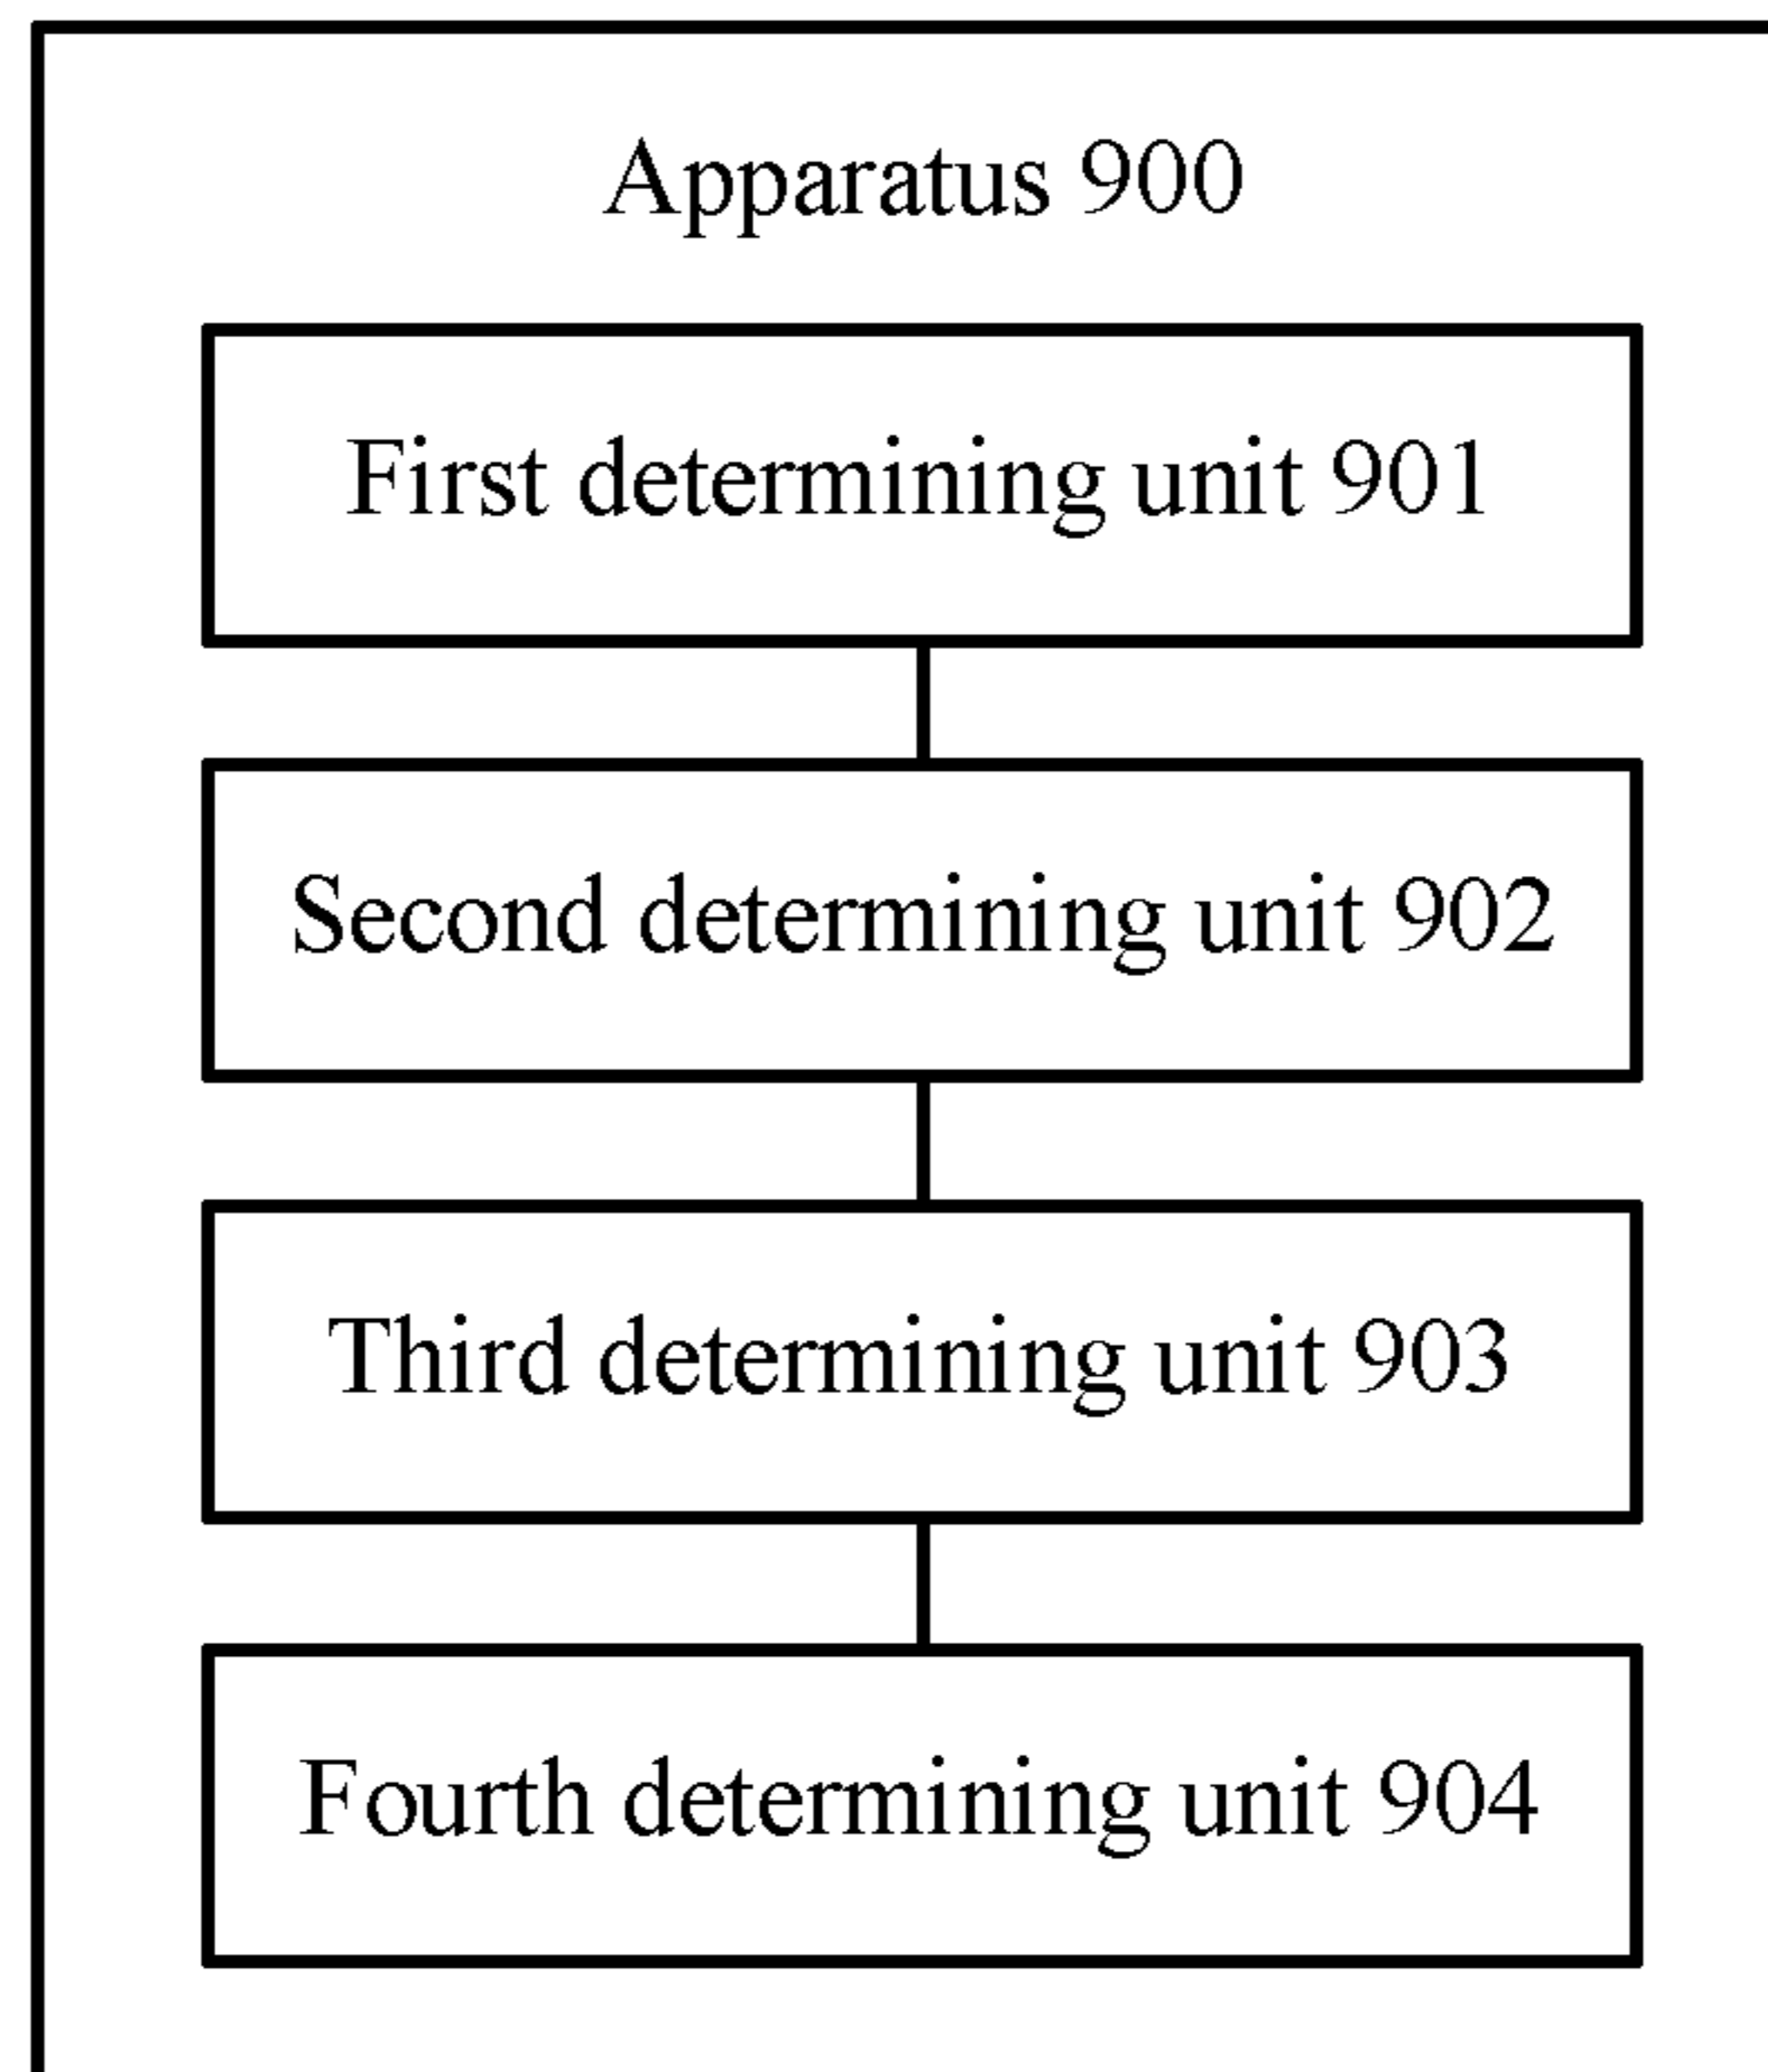 Apparatus 900
First determining unit 901
Second determining unit 902
Third determining unit 903
Fourth determining unit 904